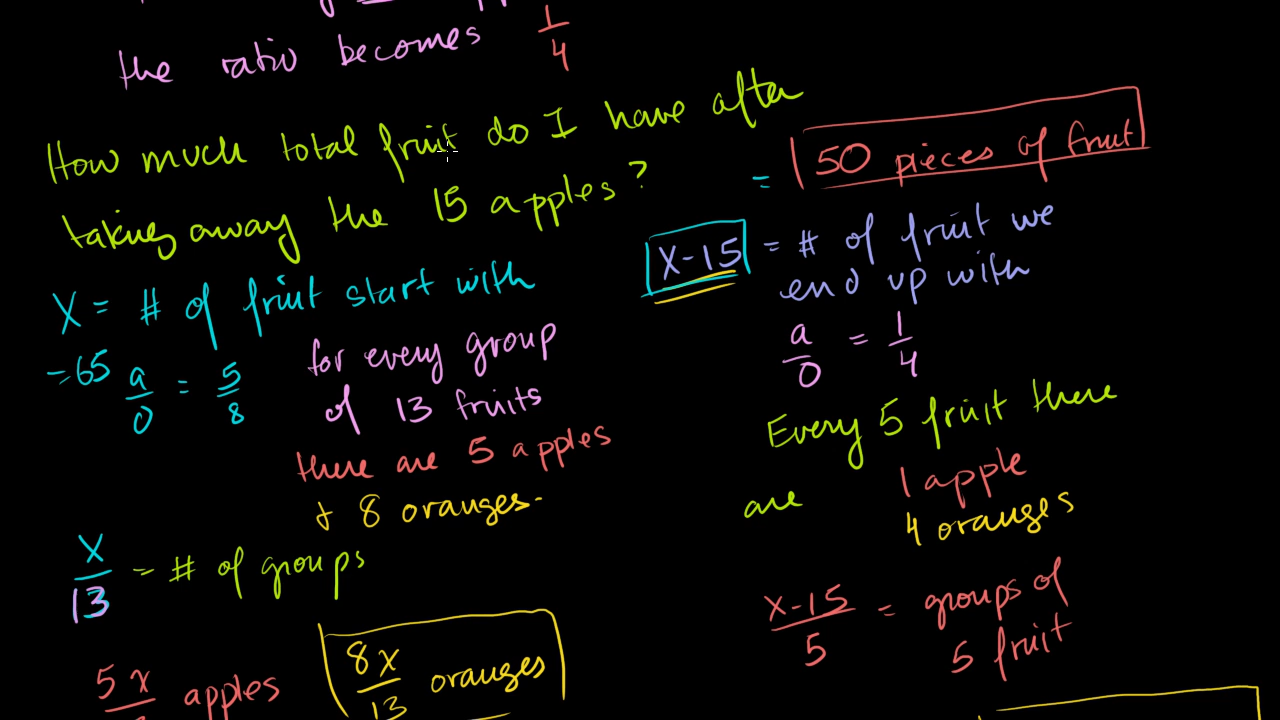 the ratio becomes 1/4
How much total fruit do I have after
taking away the 15 apples?
= 50 pieces of fruit
X = # of fruit start with
= 65
a/o = 5/8
for every group
of 13 fruits
there are 5 apples
+ 8 oranges.
X/13 = # of groups
5x apples
8x/13 oranges
X-15 = # of fruit we
end up with
a/o = 1/4
Every 5 fruit there
are 1 apple
4 oranges
X-15/5 = groups of
5 fruit